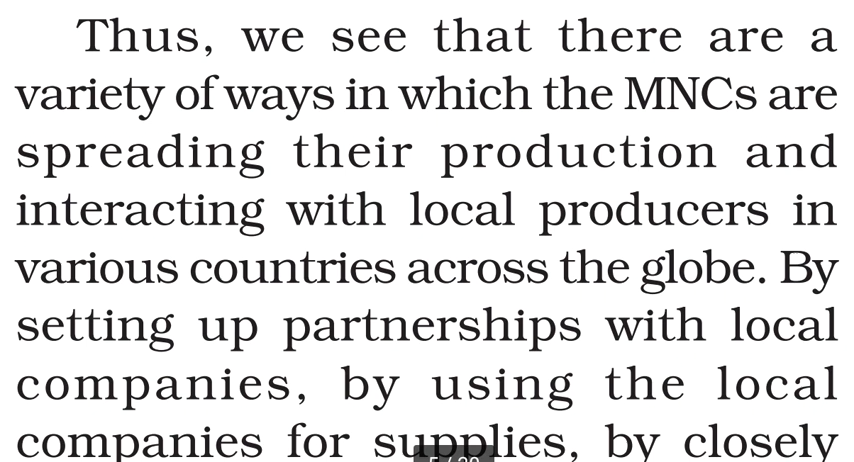 Thus, we see that there are a
variety of ways in which the MNCs are
spreading their production and
interacting with local producers in
various countries across the globe. By
setting up partnerships with local
companies, by using the local
companies for supplies, by closely